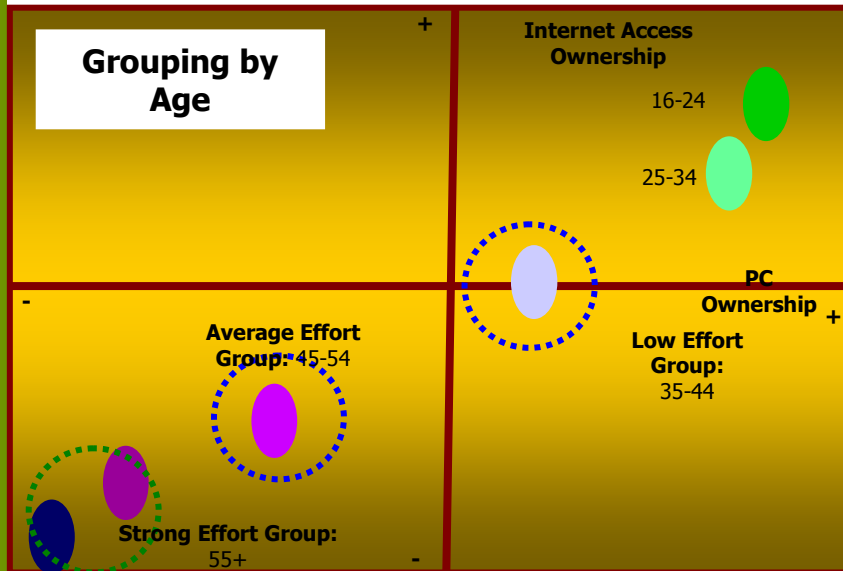 Grouping by
Age
+
Internet Access
Ownership
16-24
25-34
PC
Ownership
+
-
Average Effort
Group: 45-54
Low Effort
Group:
35-44
Strong Effort Group:
55+
-